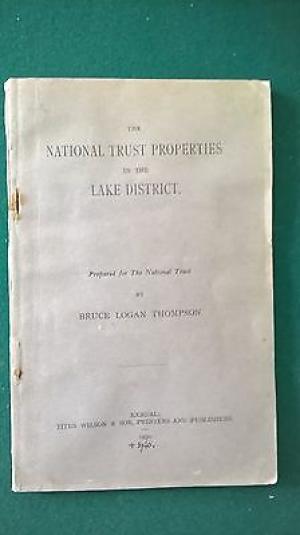 THE
NATIONAL TRUST PROPERTIES
IN THE
LAKE DISTRICT.
Prepared for The National Trust
BY
BRUCE LOGAN THOMPSON
KENDAL:
TITUS WILSON & SON, PRINTERS AND PUBLISHERS.
1930.